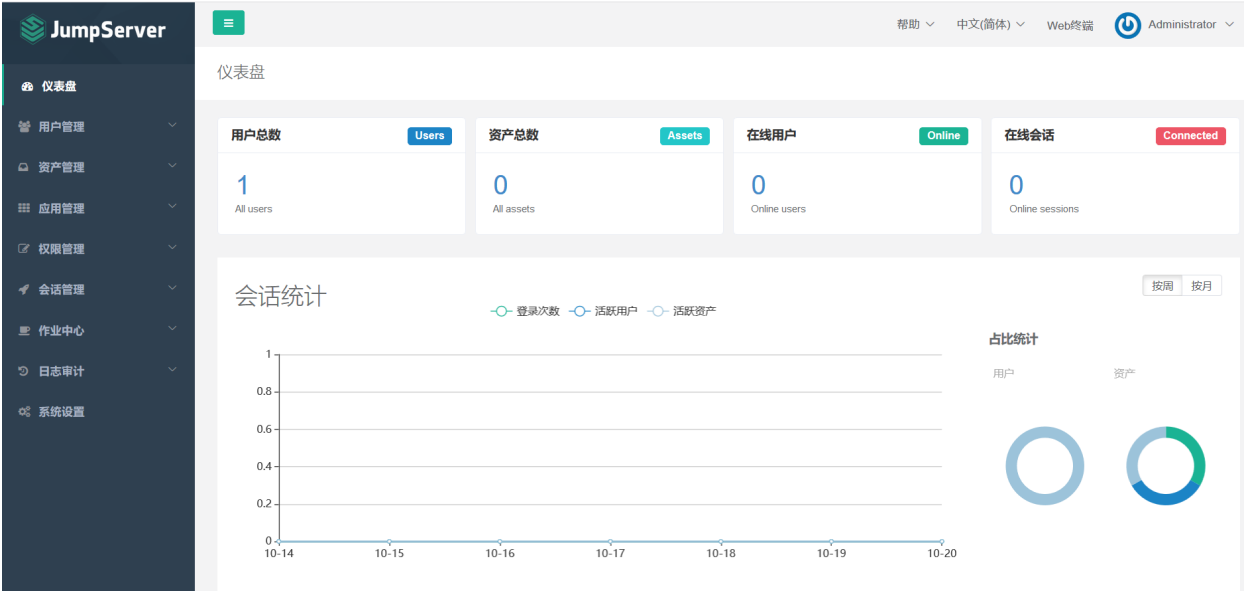 JumpServer
帮助 中文(简体) Web终端 Administrator
仪表盘
用户管理
资产管理
应用管理
权限管理
会话管理
作业中心
日志审计
系统设置
仪表盘
用户总数 Users
1
All users
资产总数 Assets
0
All assets
在线用户 Online
0
Online users
在线会话 Connected
0
Online sessions
会话统计
按周 按月
登录次数 活跃用户 活跃资产
1
0.8
0.6
0.4
0.2
0
10-14 10-15 10-16 10-17 10-18 10-19 10-20
占比统计
用户 资产